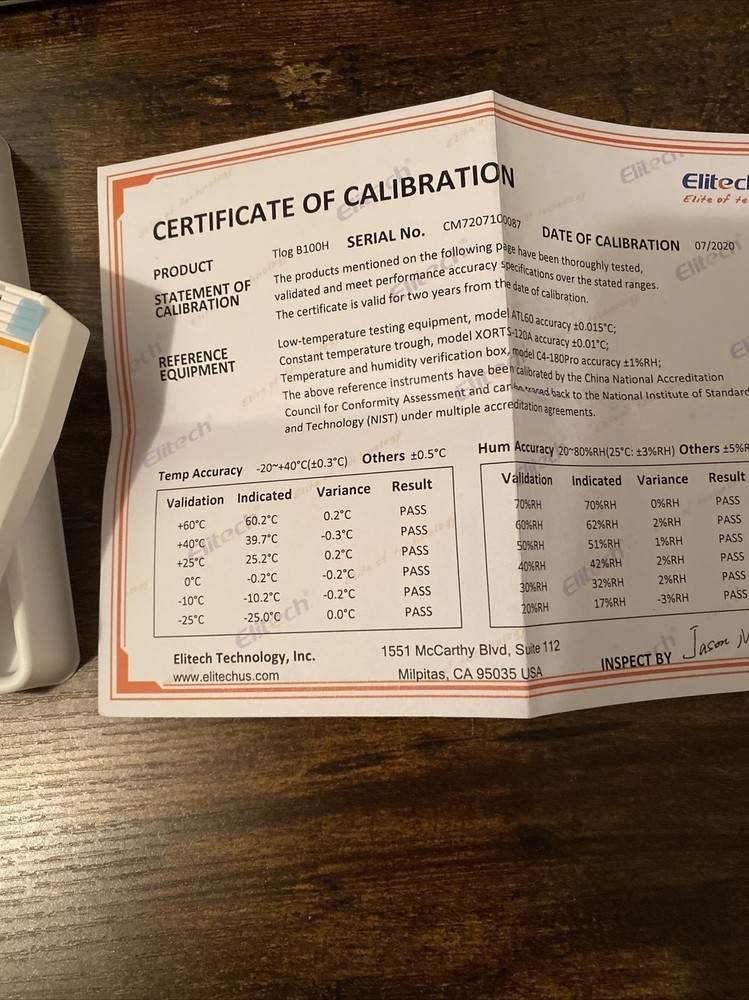 Elitec
Elite of te
CERTIFICATE OF CALIBRATION
PRODUCT Tlog B100H SERIAL No. CM7207100087 DATE OF CALIBRATION 07/2020
STATEMENT OF CALIBRATION
The products mentioned on the following page have been thoroughly tested,
validated and meet performance accuracy specifications over the stated ranges.
The certificate is valid for two years from the date of calibration.
REFERENCE EQUIPMENT
Low-temperature testing equipment, model ATL60 accuracy ±0.015°C;
Constant temperature trough, model XORTS-120A accuracy ±0.01°C;
Temperature and humidity verification box, model C4-180Pro accuracy ±1%RH;
The above reference instruments have been calibrated by the China National Accreditation
Council for Conformity Assessment and can be traced back to the National Institute of Standard
and Technology (NIST) under multiple accreditation agreements.
Temp Accuracy -20~+40°C(±0.3°C) Others ±0.5°C
Validation Indicated Variance Result
+60°C 60.2°C 0.2°C PASS
+40°C 39.7°C -0.3°C PASS
+25°C 25.2°C 0.2°C PASS
0°C -0.2°C -0.2°C PASS
-10°C -10.2°C -0.2°C PASS
-25°C -25.0°C 0.0°C PASS
Hum Accuracy 20~80%RH(25°C: ±3%RH) Others ±5%R
Validation Indicated Variance Result
70%RH 70%RH 0%RH PASS
60%RH 62%RH 2%RH PASS
50%RH 51%RH 1%RH PASS
40%RH 42%RH 2%RH PASS
30%RH 32%RH 2%RH PASS
20%RH 17%RH -3%RH PASS
Elitech Technology, Inc.
www.elitechus.com
1551 McCarthy Blvd, Suite 112
Milpitas, CA 95035 USA
INSPECT BY Jason